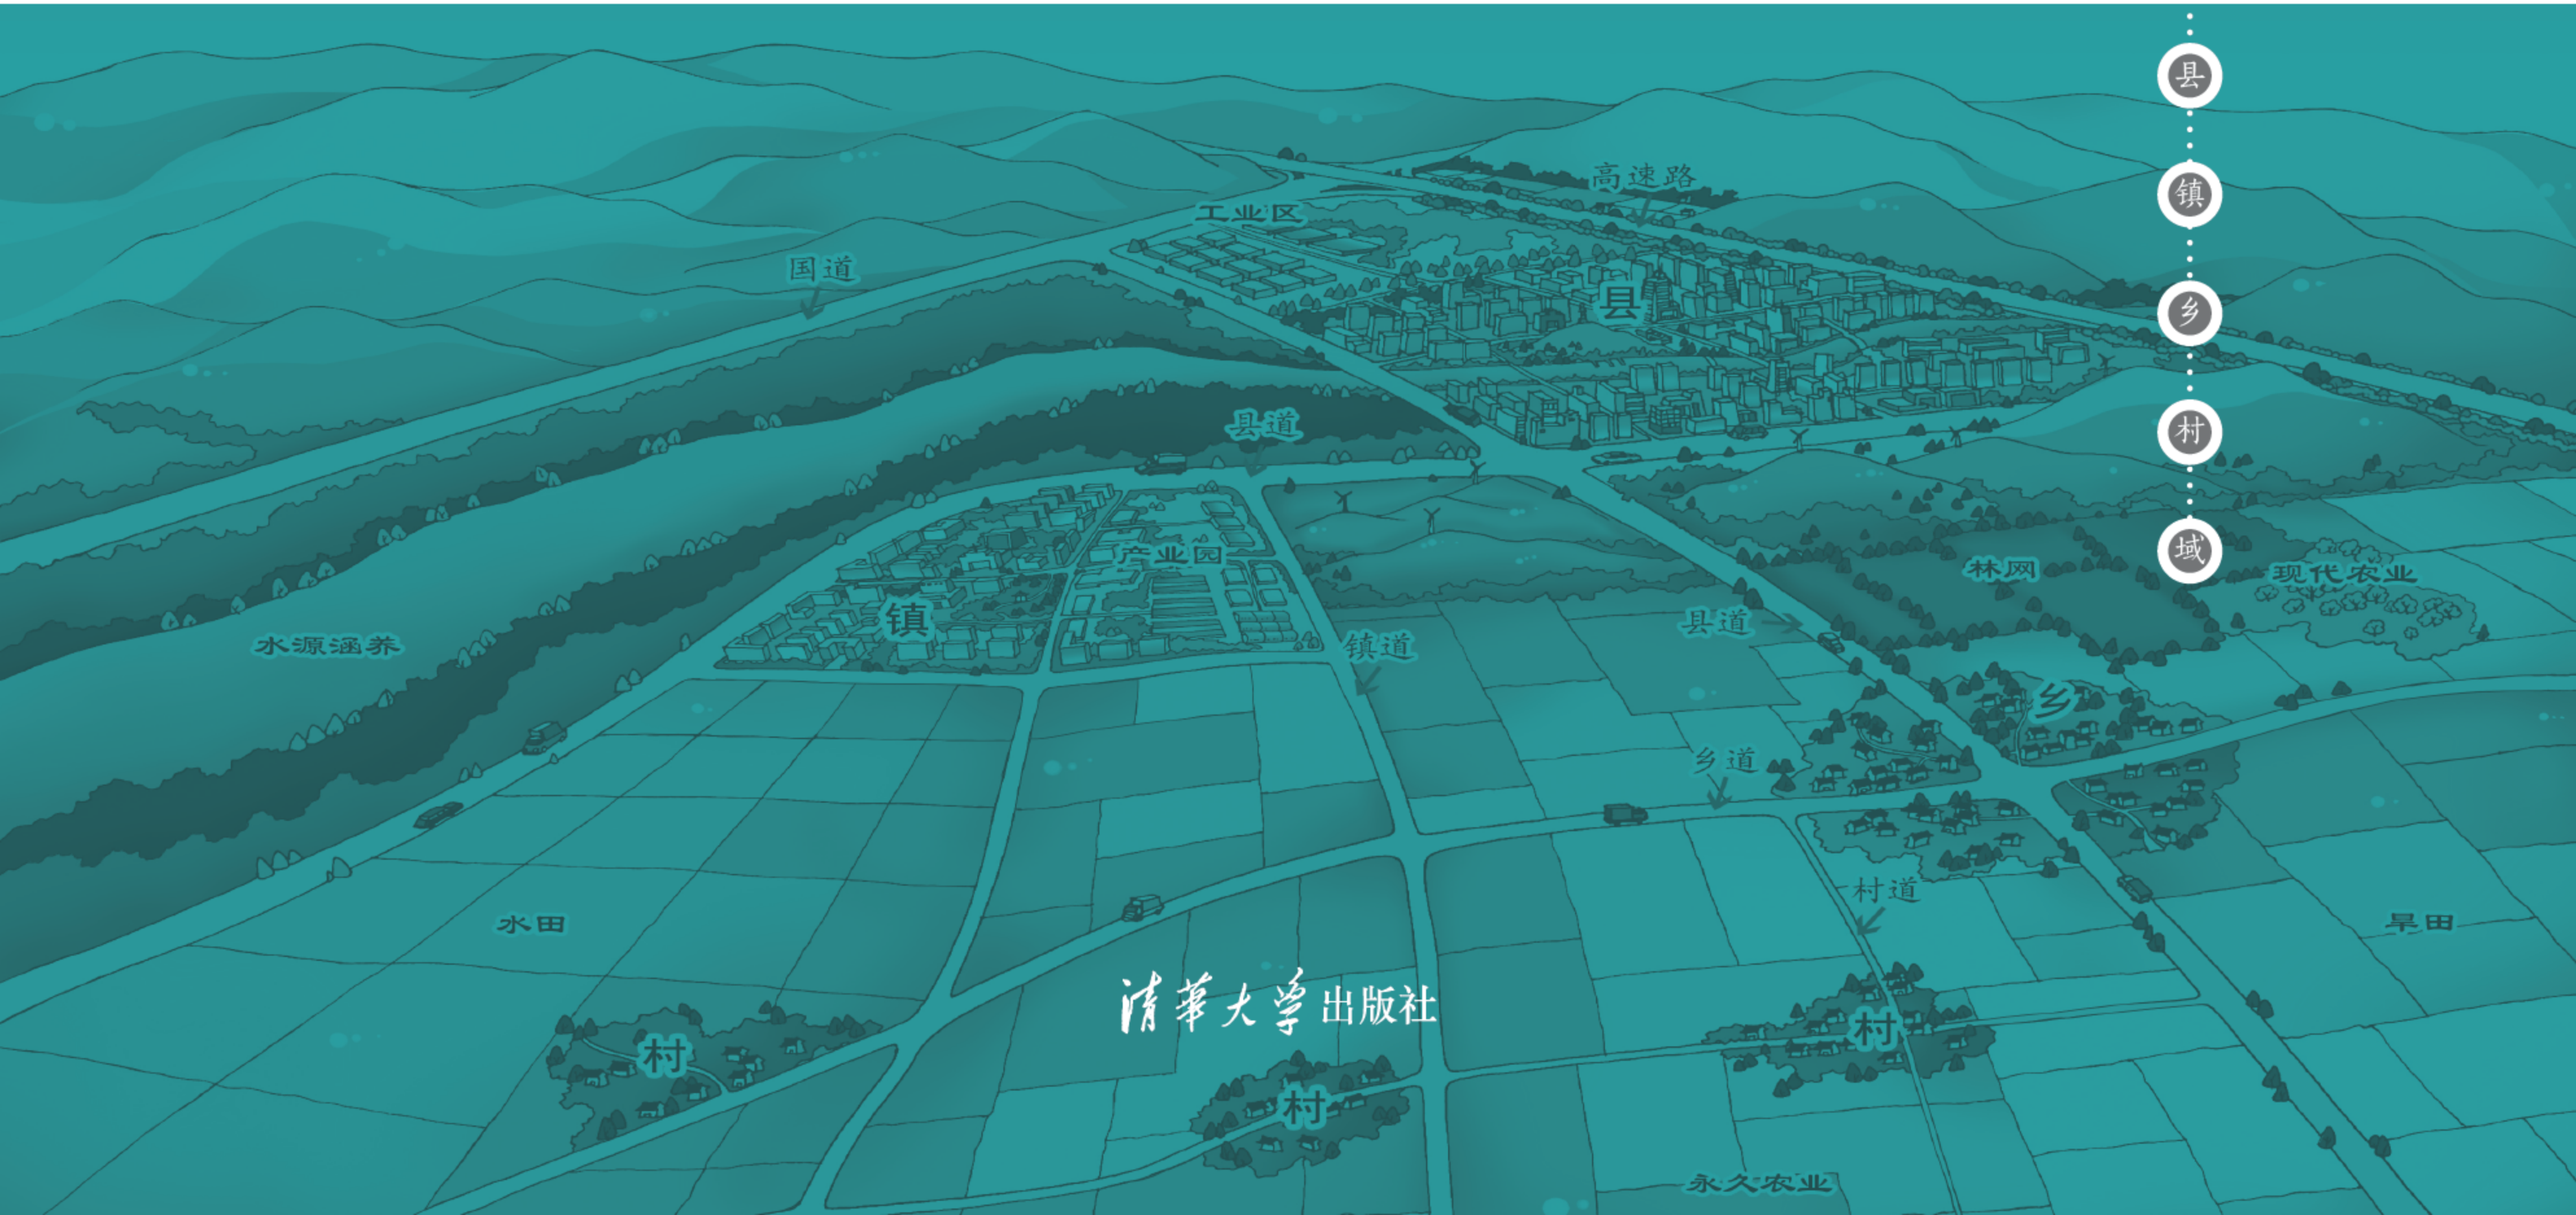 县
镇
乡
村
域
高速路
工业区
国道
县
县道
产业园
林网
现代农业
镇
县道
水源涵养
镇道
乡
乡道
村道
水田
旱田
清華大学出版社
村
村
村
永久农业